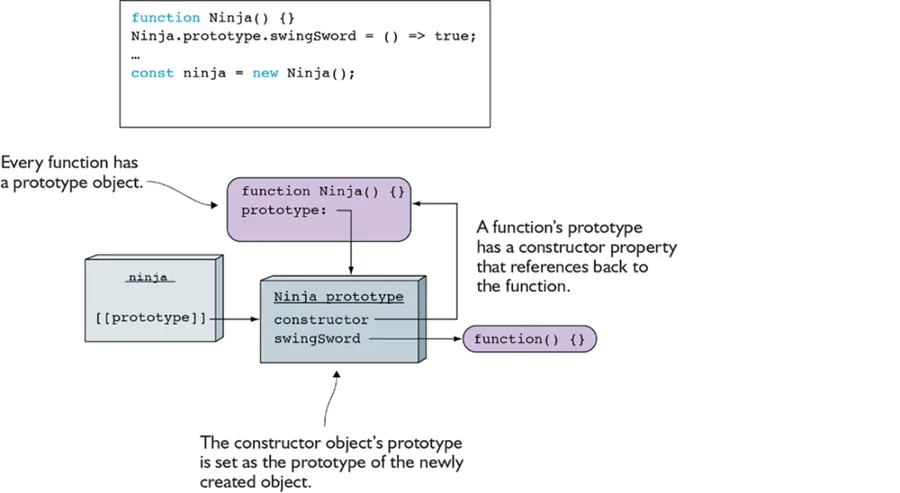 function Ninja() {}
Ninja.prototype.swingSword = () => true;
…
const ninja = new Ninja();
Every function has
a prototype object.
function Ninja() {}
prototype:
A function's prototype
has a constructor property
that references back to
the function.
ninja
[[prototype]]
Ninja prototype
constructor
swingSword
function() {}
The constructor object's prototype
is set as the prototype of the newly
created object.